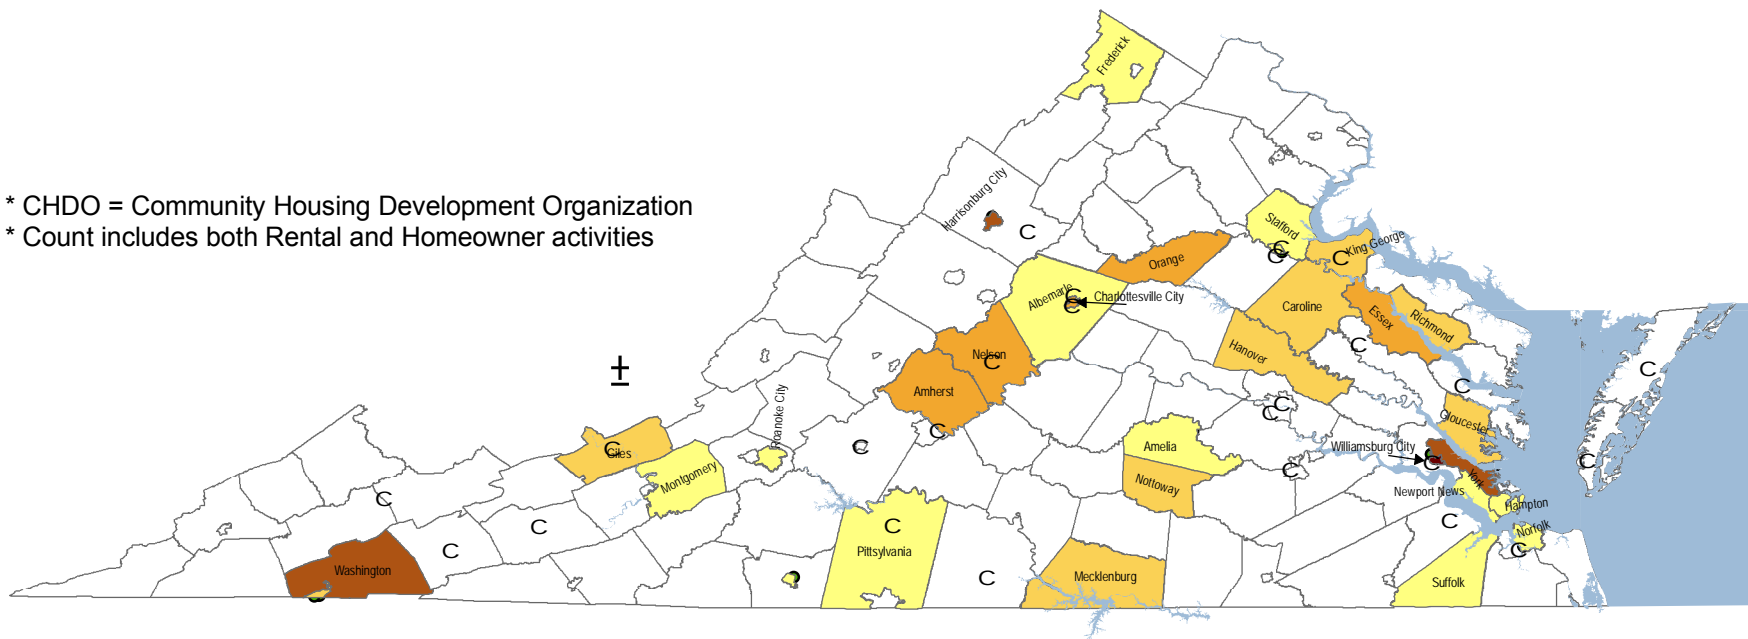 Frederick
* CHDO = Community Housing Development Organization
* Count includes both Rental and Homeowner activities
Harrisonburg City
C
Stafford
C
C
King George
C
Orange
Albemarle
C
C
Charlottesville City
Caroline
Essex
Richmond
Hanover
C
Nelson
C
C
±
Amherst
C
Roanoke City
C
C
C
Gloucester
Giles
C
C
Amelia
Williamsburg City
C
C
C
Montgomery
Nottoway
York
Newport News
Hampton
C
C
C
C
Norfolk
C
C
Pittsylvania
Washington
C
Mecklenburg
Suffolk